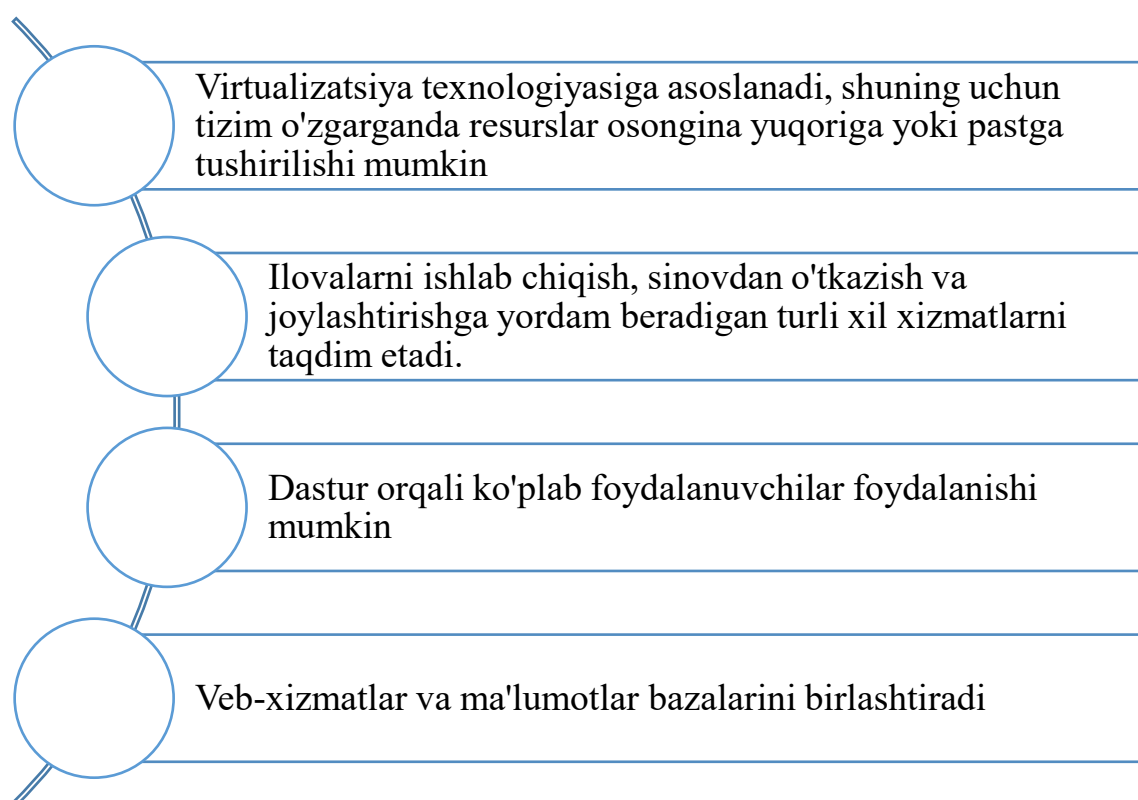 Virtualizatsiya texnologiyasiga asoslanadi, shuning uchun
tizim o'zgarganda resurslar osongina yuqoriga yoki pastga
tushirilishi mumkin
Ilovalarni ishlab chiqish, sinovdan o'tkazish va
joylashtirishga yordam beradigan turli xil xizmatlarni
taqdim etadi.
Dastur orqali ko'plab foydalanuvchilar foydalanishi
mumkin
Veb-xizmatlar va ma'lumotlar bazalarini birlashtiradi